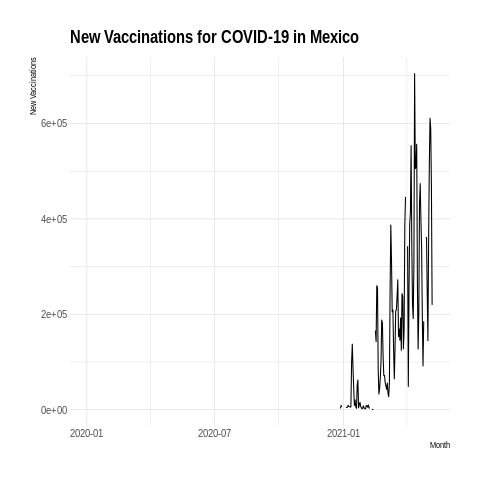 New Vaccinations for COVID-19 in Mexico
New Vaccinations
6e+05
4e+05
2e+05
0e+00
2020-01 2020-07 2021-01
Month